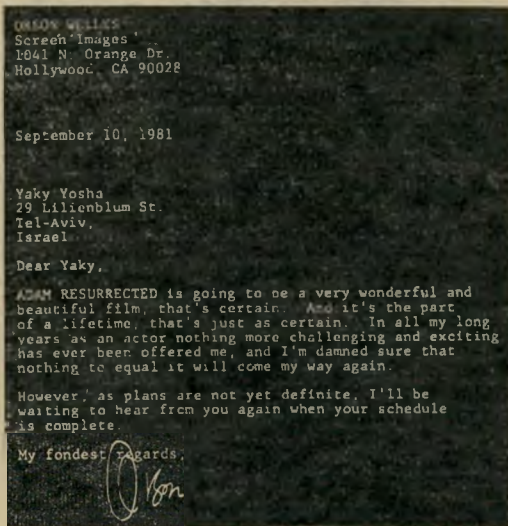 ORSON WELLES
Screen Images
1041 N. Orange Dr.
Hollywood, CA 90028
September 10, 1981
Yaky Yosha
29 Lilienblum St.
Tel-Aviv,
Israel
Dear Yaky,
ADAM RESURRECTED is going to be a very wonderful and
beautiful film, that's certain. And it's the part
of a lifetime, that's just as certain. In all my long
years as an actor nothing more challenging and exciting
has ever been offered me, and I'm damned sure that
nothing to equal it will come my way again.
However, as plans are not yet definite, I'll be
waiting to hear from you again when your schedule
is complete.
My fondest regards,
Orson